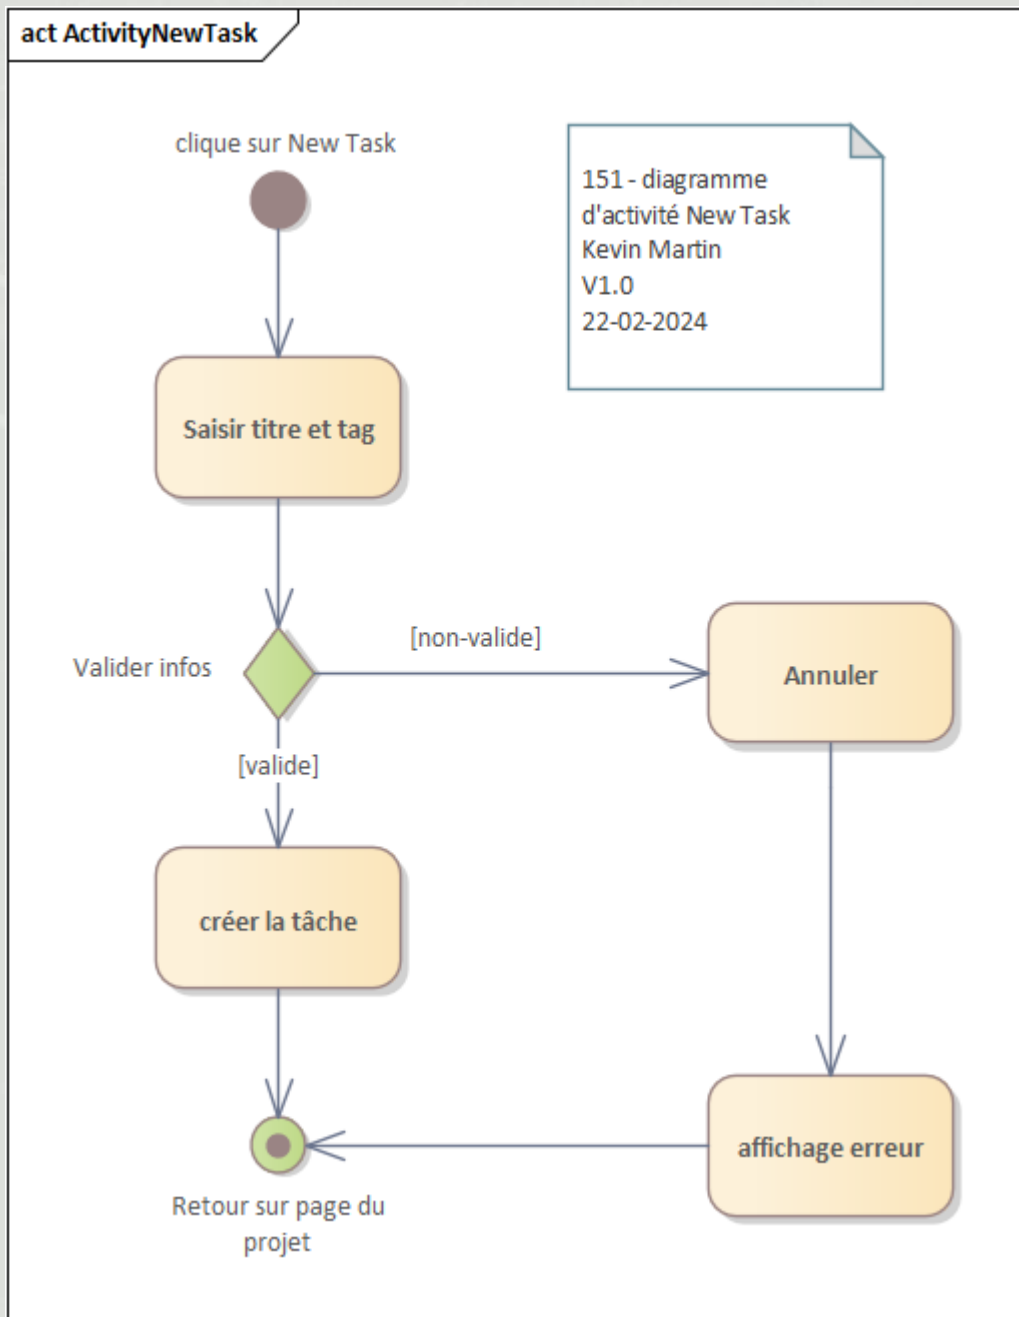 act ActivityNewTask
clique sur New Task
151 - diagramme
d'activité New Task
Kevin Martin
V1.0
22-02-2024
Saisir titre et tag
Valider infos
[non-valide]
Annuler
[valide]
créer la tâche
affichage erreur
Retour sur page du
projet